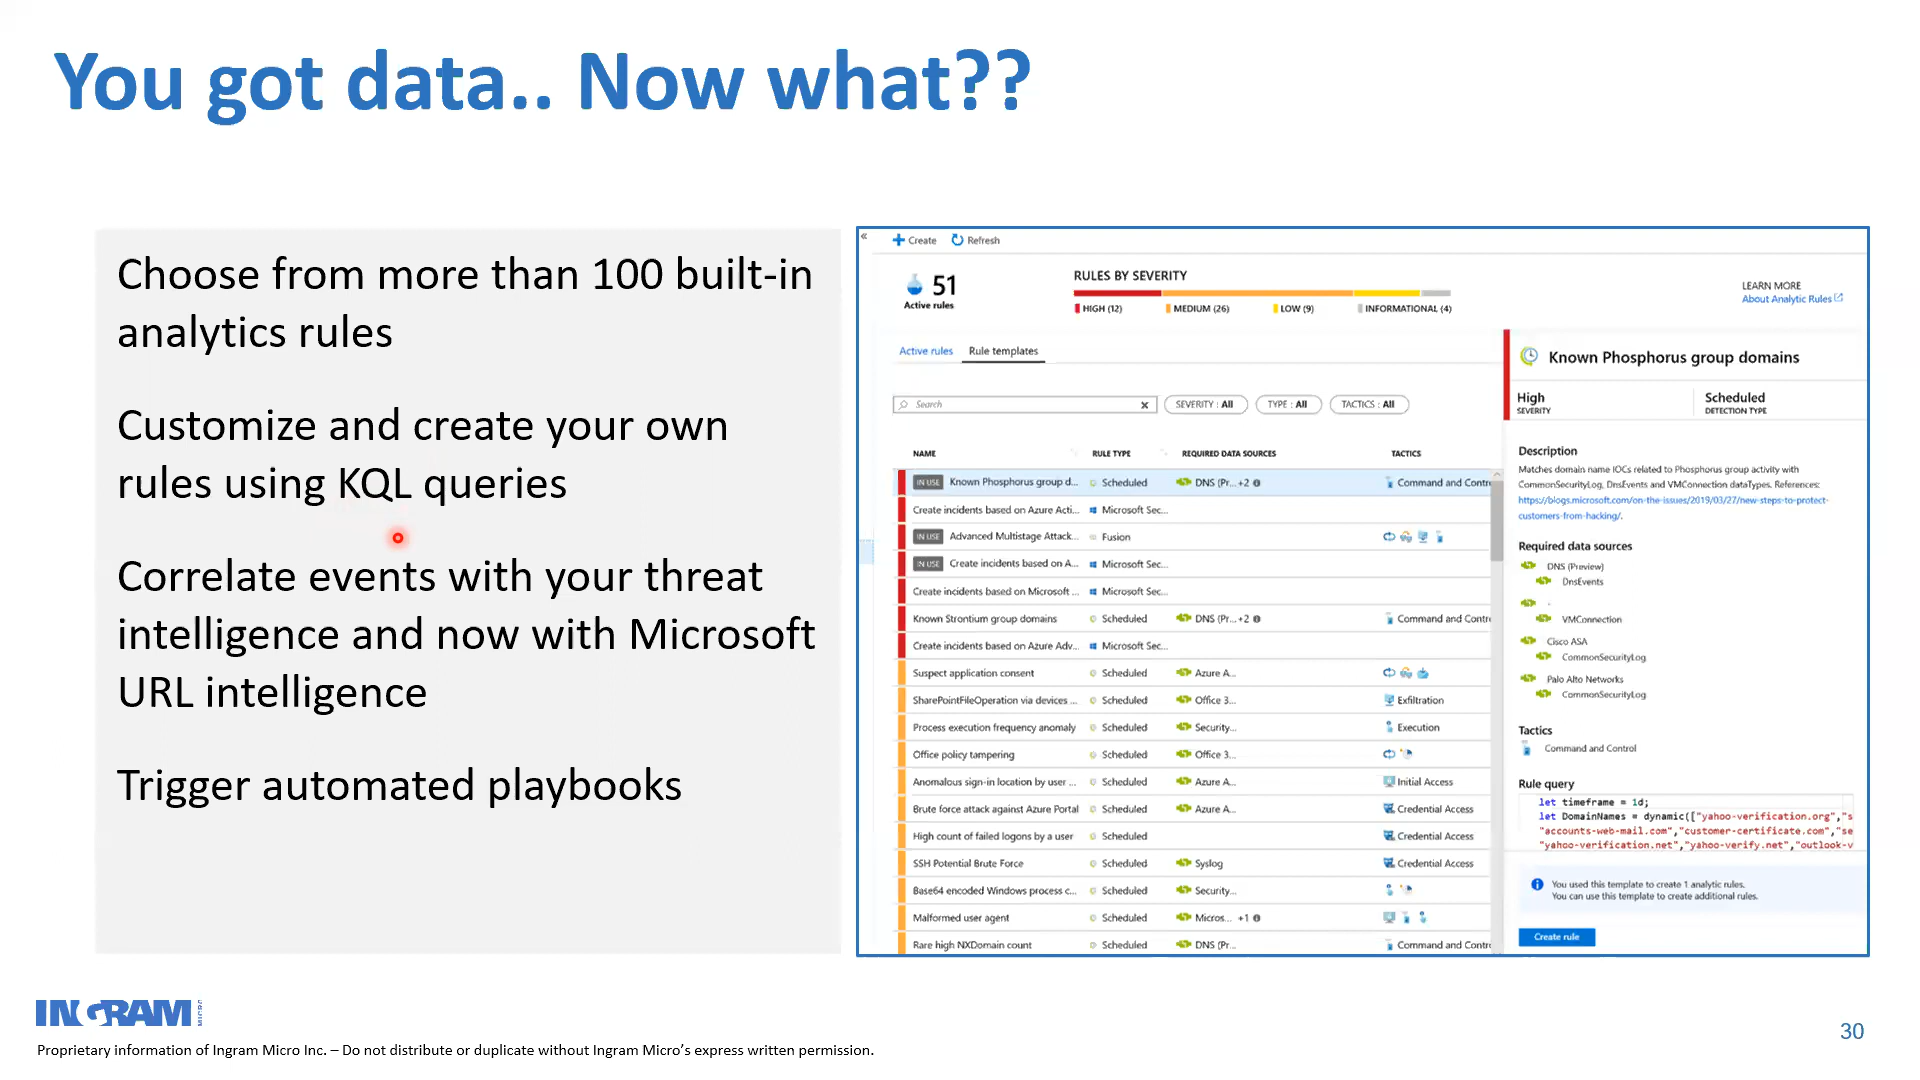 You got data.. Now what??
Choose from more than 100 built-in
analytics rules
Customize and create your own
rules using KQL queries
Correlate events with your threat
intelligence and now with Microsoft
URL intelligence
Trigger automated playbooks
«
Create Refresh
51
Active rules
RULES BY SEVERITY
HIGH (12) MEDIUM (26) LOW (9) INFORMATIONAL (4)
LEARN MORE
About Analytic Rules
Active rules Rule templates
Search
SEVERITY : All TYPE : All TACTICS : All
NAME RULE TYPE REQUIRED DATA SOURCES TACTICS
IN USE Known Phosphorus group d... Scheduled DNS (Pr... +2 Command and Contr
Create incidents based on Azure Acti... Microsoft Sec...
IN USE Advanced Multistage Attack... Fusion
IN USE Create incidents based on A... Microsoft Sec...
Create incidents based on Microsoft ... Microsoft Sec...
Known Strontium group domains Scheduled DNS (Pr... +2 Command and Contr
Create incidents based on Azure Adv... Microsoft Sec...
Suspect application consent Scheduled Azure A...
SharePointFileOperation via devices ... Scheduled Office 3... Exfiltration
Process execution frequency anomaly Scheduled Security... Execution
Office policy tampering Scheduled Office 3...
Anomalous sign-in location by user ... Scheduled Azure A... Initial Access
Brute force attack against Azure Portal Scheduled Azure A... Credential Access
High count of failed logons by a user Scheduled Credential Access
SSH Potential Brute Force Scheduled Syslog Credential Access
Base64 encoded Windows process c... Scheduled Security...
Malformed user agent Scheduled Micros... +1
Rare high NXDomain count Scheduled DNS (Pr... Command and Contr
Known Phosphorus group domains
High
SEVERITY
Scheduled
DETECTION TYPE
Description
Matches domain name IOCs related to Phosphorus group activity with
CommonSecurityLog, DnsEvents and VMConnection dataTypes. References:
https://blogs.microsoft.com/on-the-issues/2019/03/27/new-steps-to-protect-
customers-from-hacking/.
Required data sources
DNS (Preview)
DnsEvents
.
VMConnection
Cisco ASA
CommonSecurityLog
Palo Alto Networks
CommonSecurityLog
Tactics
Command and Control
Rule query
let timeframe = 1d;
let DomainNames = dynamic(["yahoo-verification.org","s
"accounts-web-mail.com","customer-certificate.com","se
"yahoo-verification.net","yahoo-verify.net","outlook-v
You used this template to create 1 analytic rules.
You can use this template to create additional rules.
Create rule
INGRAM MICRO
Proprietary information of Ingram Micro Inc. – Do not distribute or duplicate without Ingram Micro's express written permission.
30